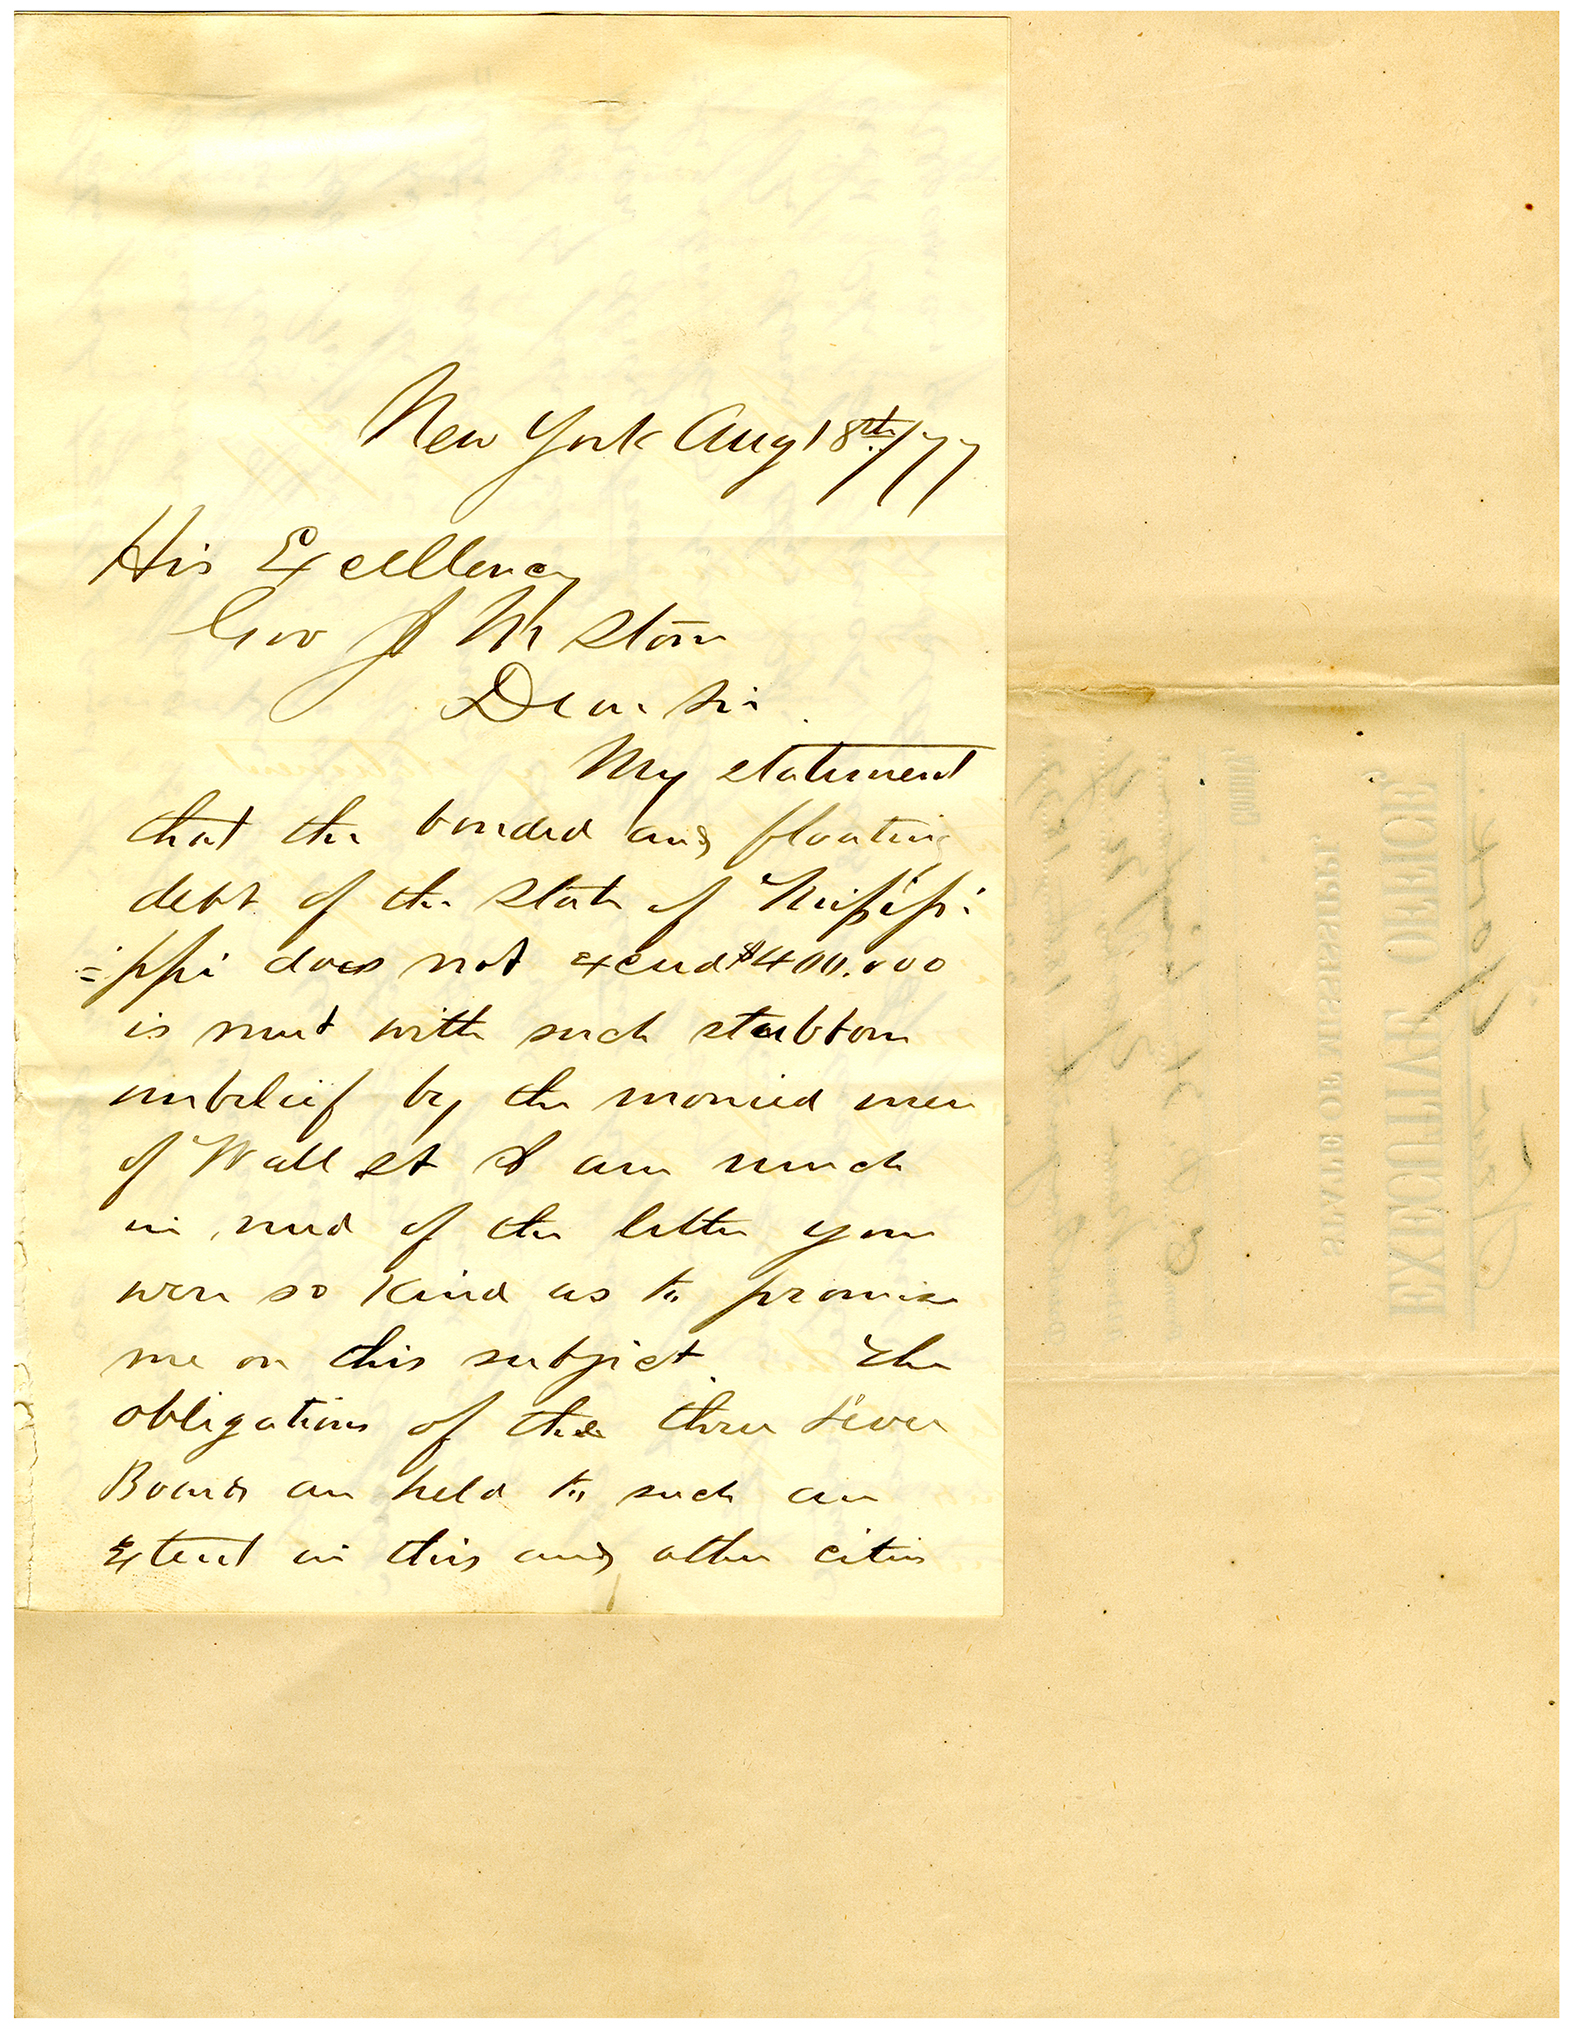 New York Aug 18th/77
His Excellency
Gov J M Stone
Dear Sir
My statement
that the bonded and floating
debt of the State of Mississi
=ippi does not exceed $400.000
is met with such stubborn
unbelief by the monied men
of Wall St I am much
in need of the letter you
were so kind as to promise
me on this subject. The
obligations of the three Levee
Boards are held to such an
extent in this and other cities
EXECUTIVE OFFICE,
STATE OF MISSISSIPPI.